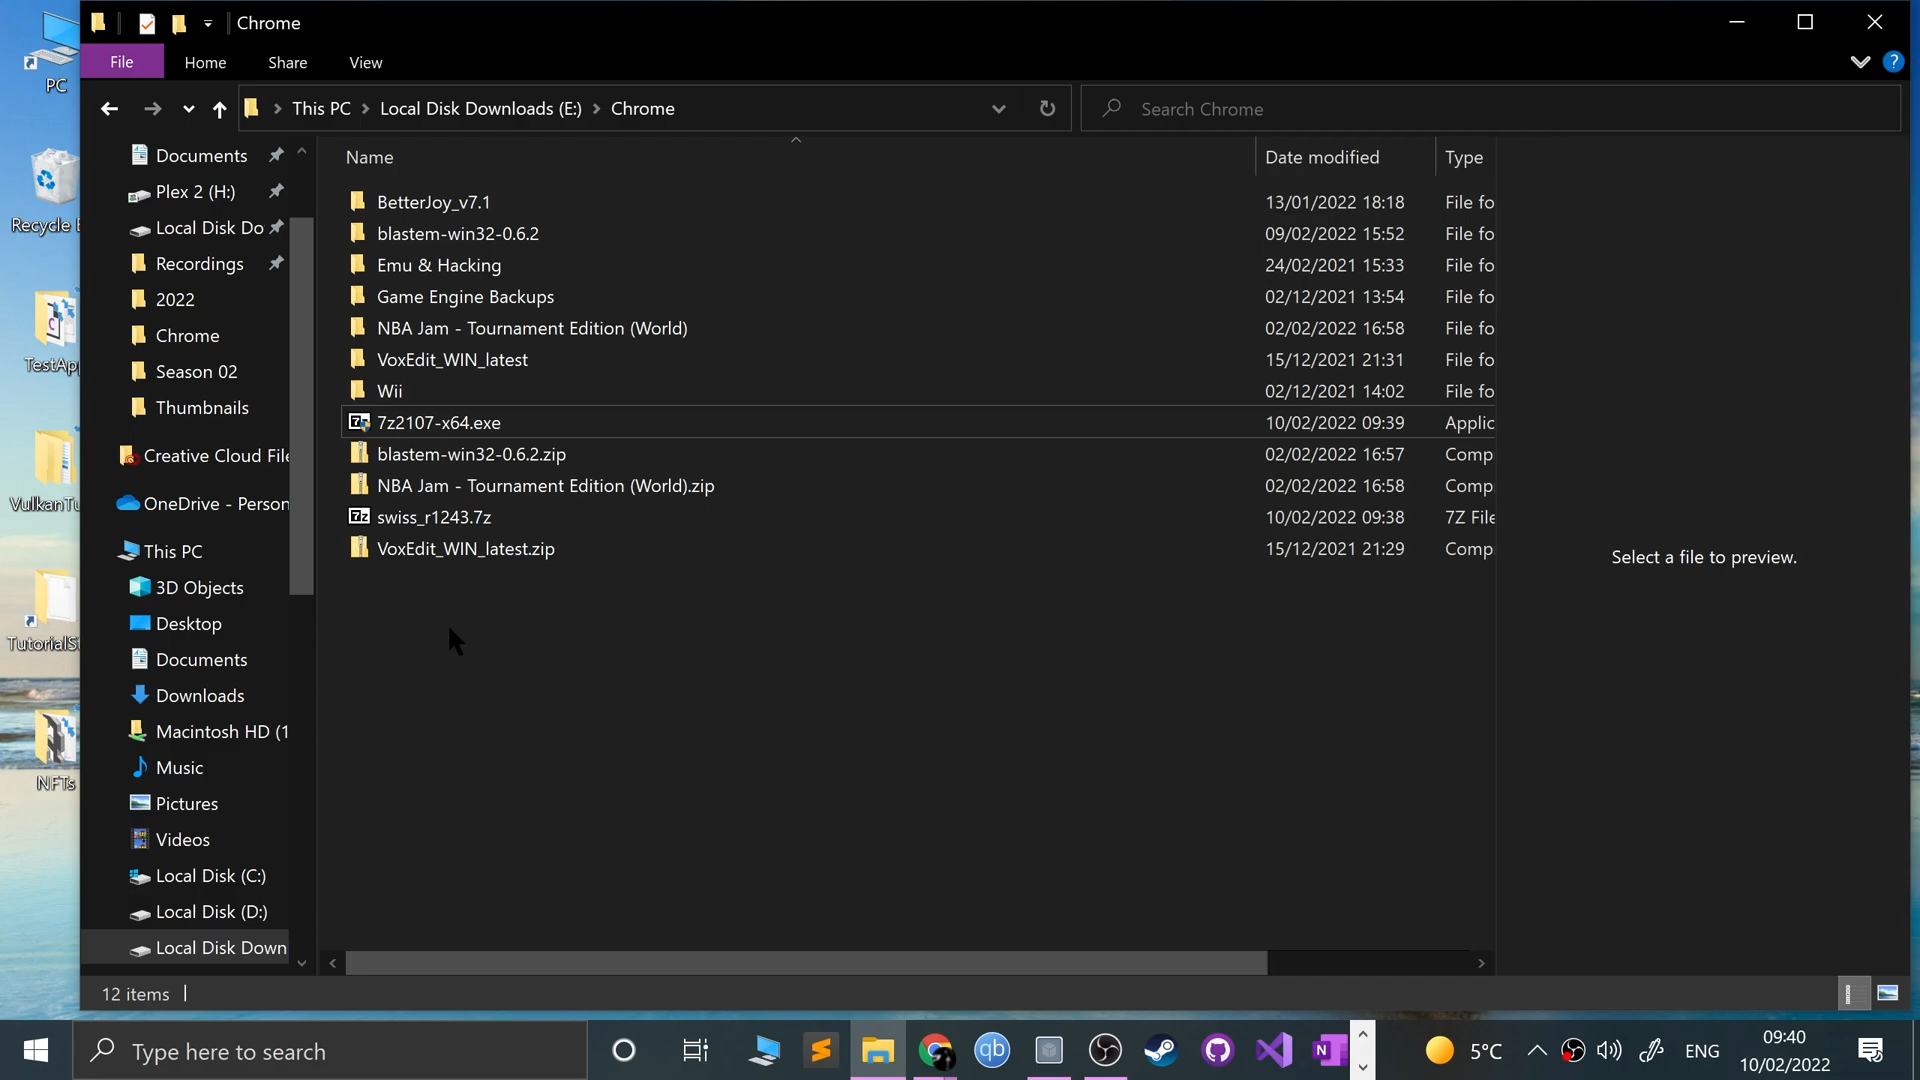 PC
Recycle B
TestApp
VulkanTu
TutorialSt
NFTs
Chrome
File
Home
Share
View
?
This PC > Local Disk Downloads (E:) > Chrome
Search Chrome
Documents
Plex 2 (H:)
Local Disk Do
Recordings
2022
Chrome
Season 02
Thumbnails
Creative Cloud File
OneDrive - Person
This PC
3D Objects
Desktop
Documents
Downloads
Macintosh HD (1
Music
Pictures
Videos
Local Disk (C:)
Local Disk (D:)
Local Disk Down
Name Date modified Type
BetterJoy_v7.1 13/01/2022 18:18 File fo
blastem-win32-0.6.2 09/02/2022 15:52 File fo
Emu & Hacking 24/02/2021 15:33 File fo
Game Engine Backups 02/12/2021 13:54 File fo
NBA Jam - Tournament Edition (World) 02/02/2022 16:58 File fo
VoxEdit_WIN_latest 15/12/2021 21:31 File fo
Wii 02/12/2021 14:02 File fo
7z2107-x64.exe 10/02/2022 09:39 Applic
blastem-win32-0.6.2.zip 02/02/2022 16:57 Comp
NBA Jam - Tournament Edition (World).zip 02/02/2022 16:58 Comp
7z swiss_r1243.7z 10/02/2022 09:38 7Z File
VoxEdit_WIN_latest.zip 15/12/2021 21:29 Comp
Select a file to preview.
12 items
Type here to search
qb
N
5°C
ENG
09:40
10/02/2022